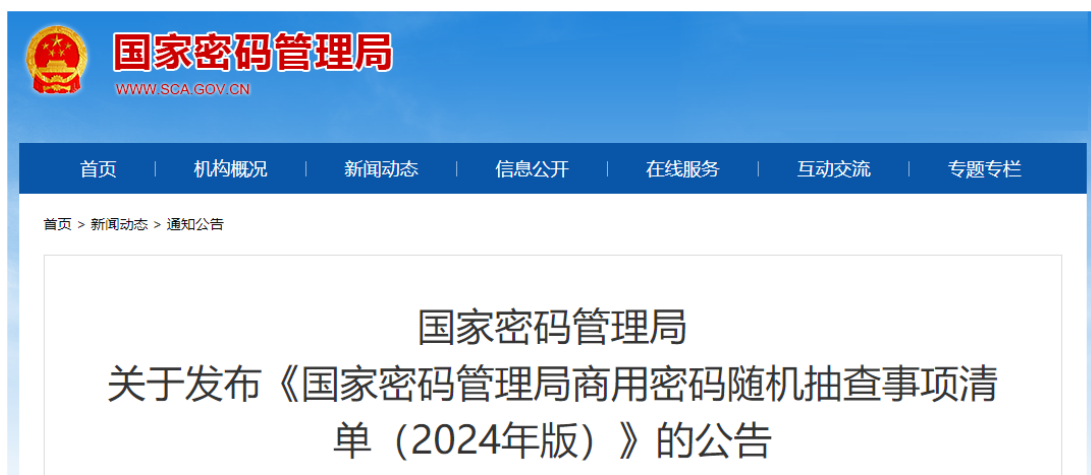 国家密码管理局
WWW.SCA.GOV.CN
首页 | 机构概况 | 新闻动态 | 信息公开 | 在线服务 | 互动交流 | 专题专栏
首页 > 新闻动态 > 通知公告
国家密码管理局
关于发布《国家密码管理局商用密码随机抽查事项清
单（2024年版）》的公告